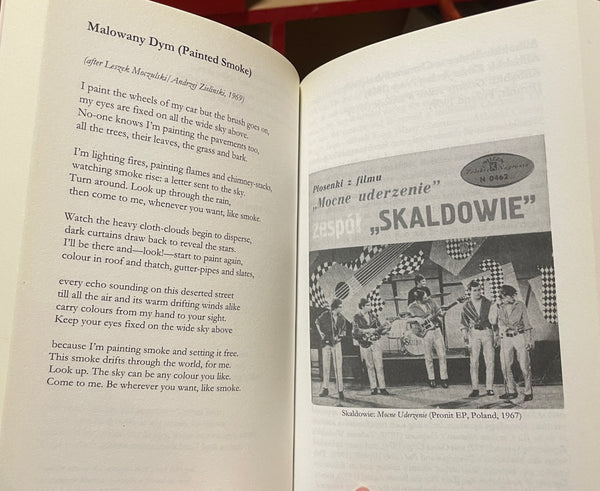 Malowany Dym (Painted Smoke)
(after Leszek Moczulski/Andrzej Zielinski, 1969)
I paint the wheels of my car but the brush goes on,
my eyes are fixed on all the wide sky above.
No-one knows I'm painting the pavements too,
all the trees, their leaves, the grass and bark.
I'm lighting fires, painting flames and chimney-stacks,
watching smoke rise: a letter sent to the sky.
Turn around. Look up through the rain,
then come to me, whenever you want, like smoke.
Watch the heavy cloth-clouds begin to disperse,
dark curtains draw back to reveal the stars.
I'll be there and—look!—start to paint again,
colour in roof and thatch, gutter-pipes and slates,
every echo sounding on this deserted street
till all the air and its warm drifting winds alike
carry colours from my hand to your sight.
Keep your eyes fixed on the wide sky above
because I'm painting smoke and setting it free.
This smoke drifts through the world, for me.
Look up. The sky can be any colour you like.
Come to me. Be wherever you want, like smoke.
Polskie Nagrania
N 0462
Piosenki z filmu
„Mocne uderzenie"
zespół „SKALDOWIE"
Skaldowie: Mocne Uderzenie (Pronit EP, Poland, 1967)